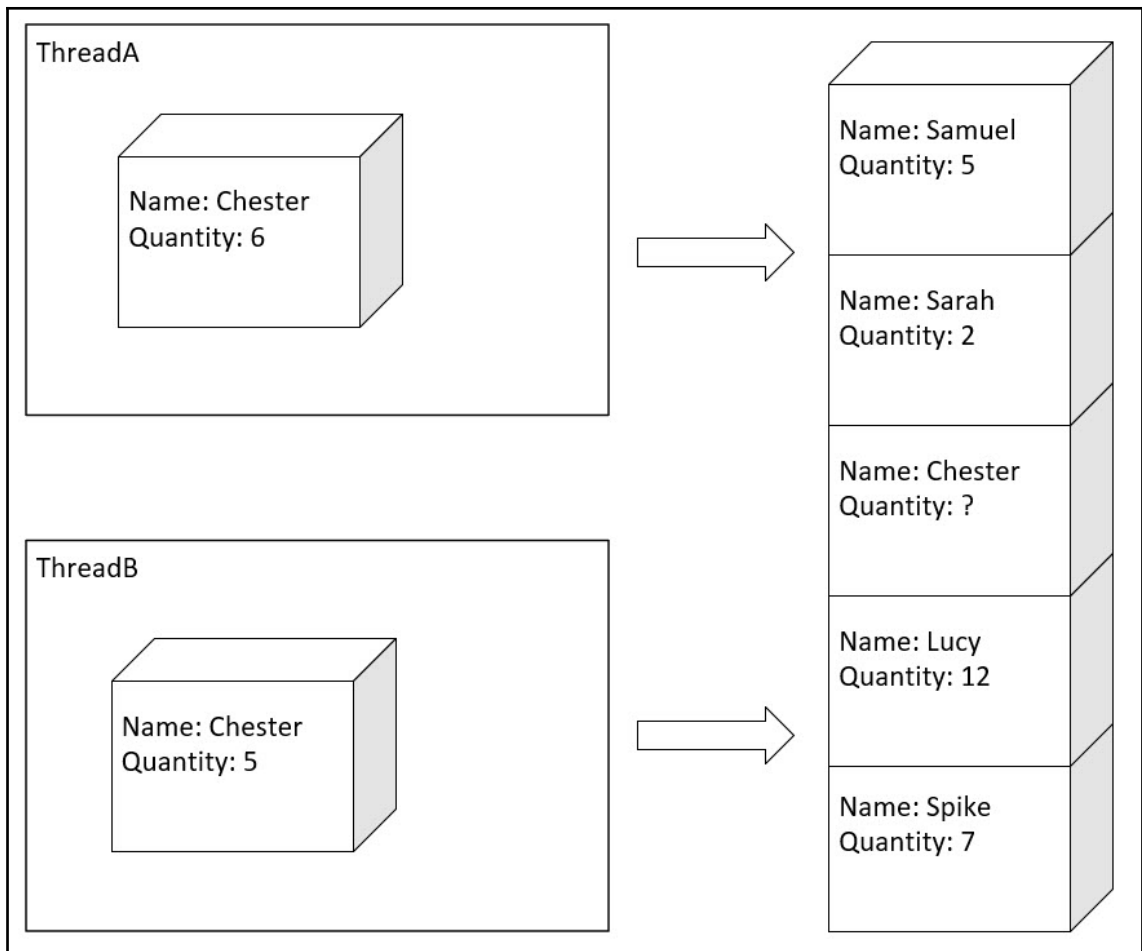 ThreadA
Name: Chester
Quantity: 6
ThreadB
Name: Chester
Quantity: 5
Name: Samuel
Quantity: 5
Name: Sarah
Quantity: 2
Name: Chester
Quantity: ?
Name: Lucy
Quantity: 12
Name: Spike
Quantity: 7